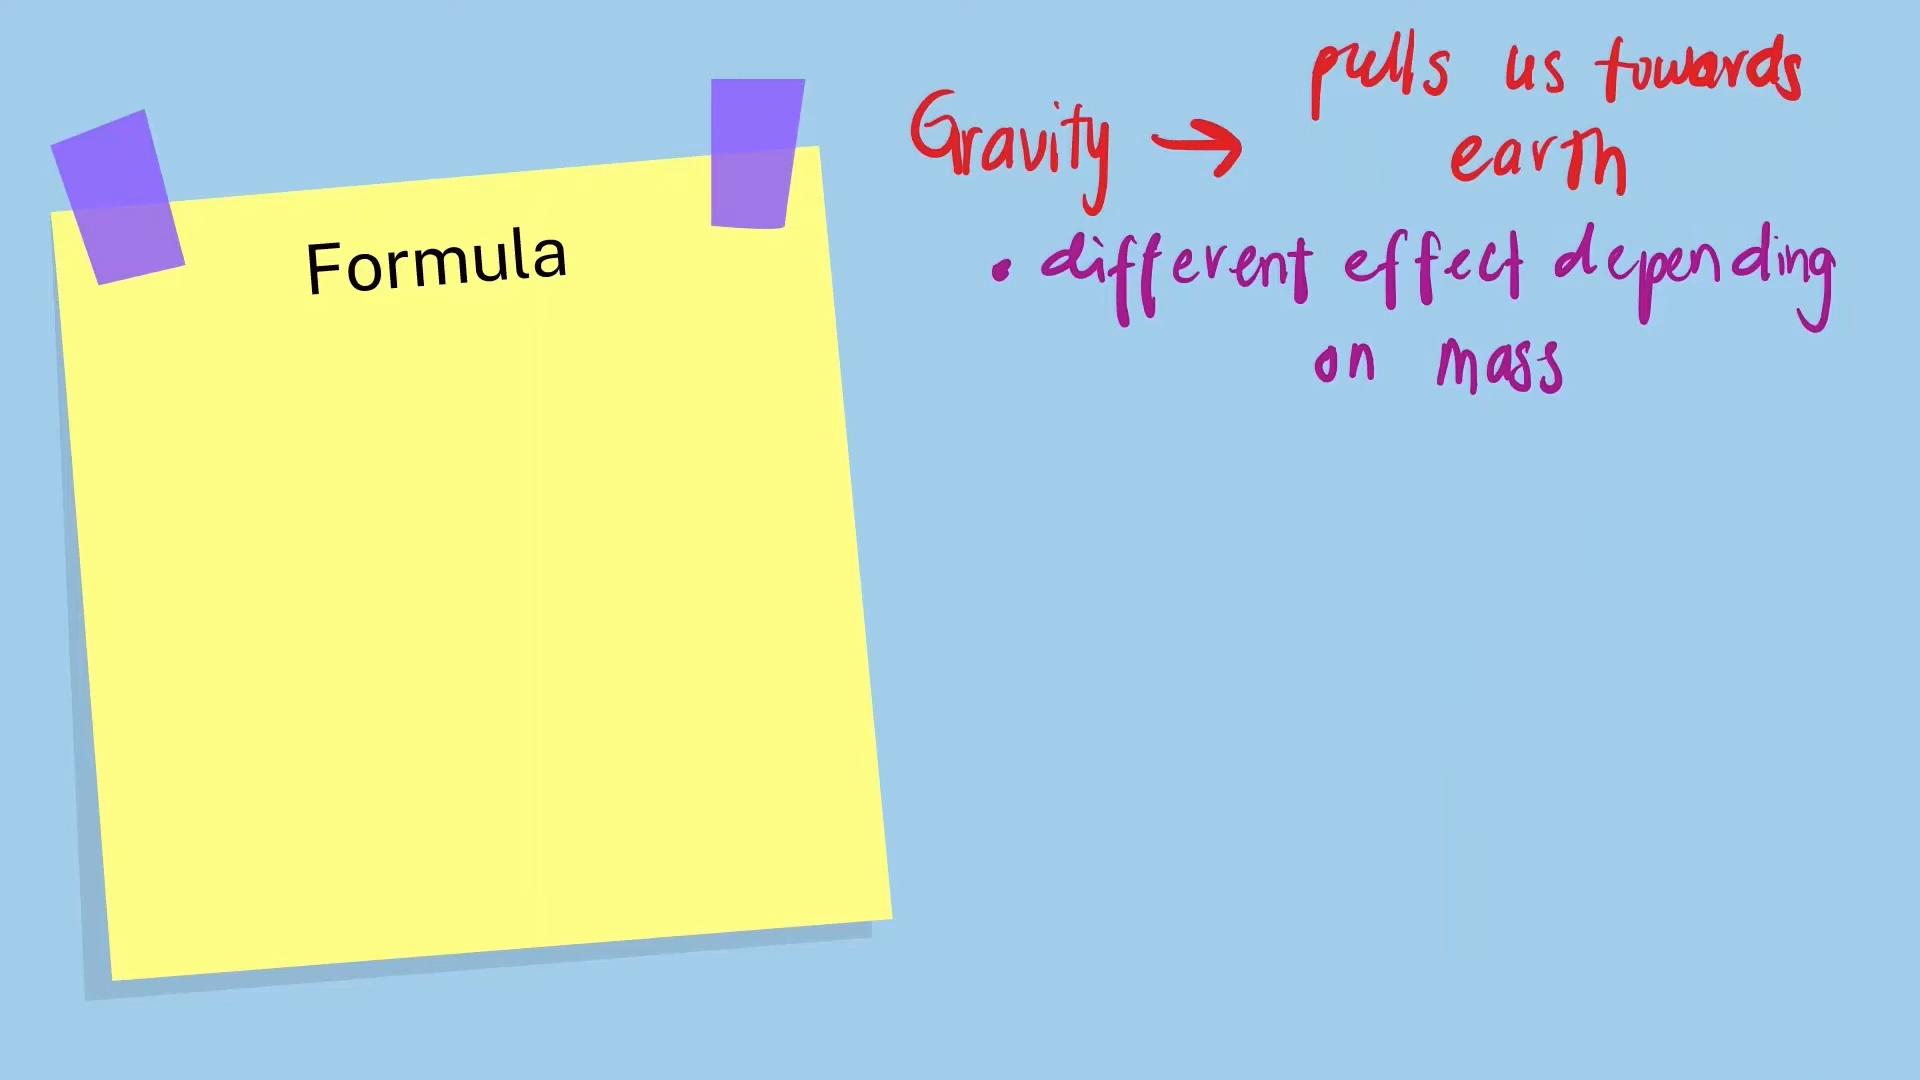 Formula
Gravity → pulls us towards
earth
• different effect depending
on mass